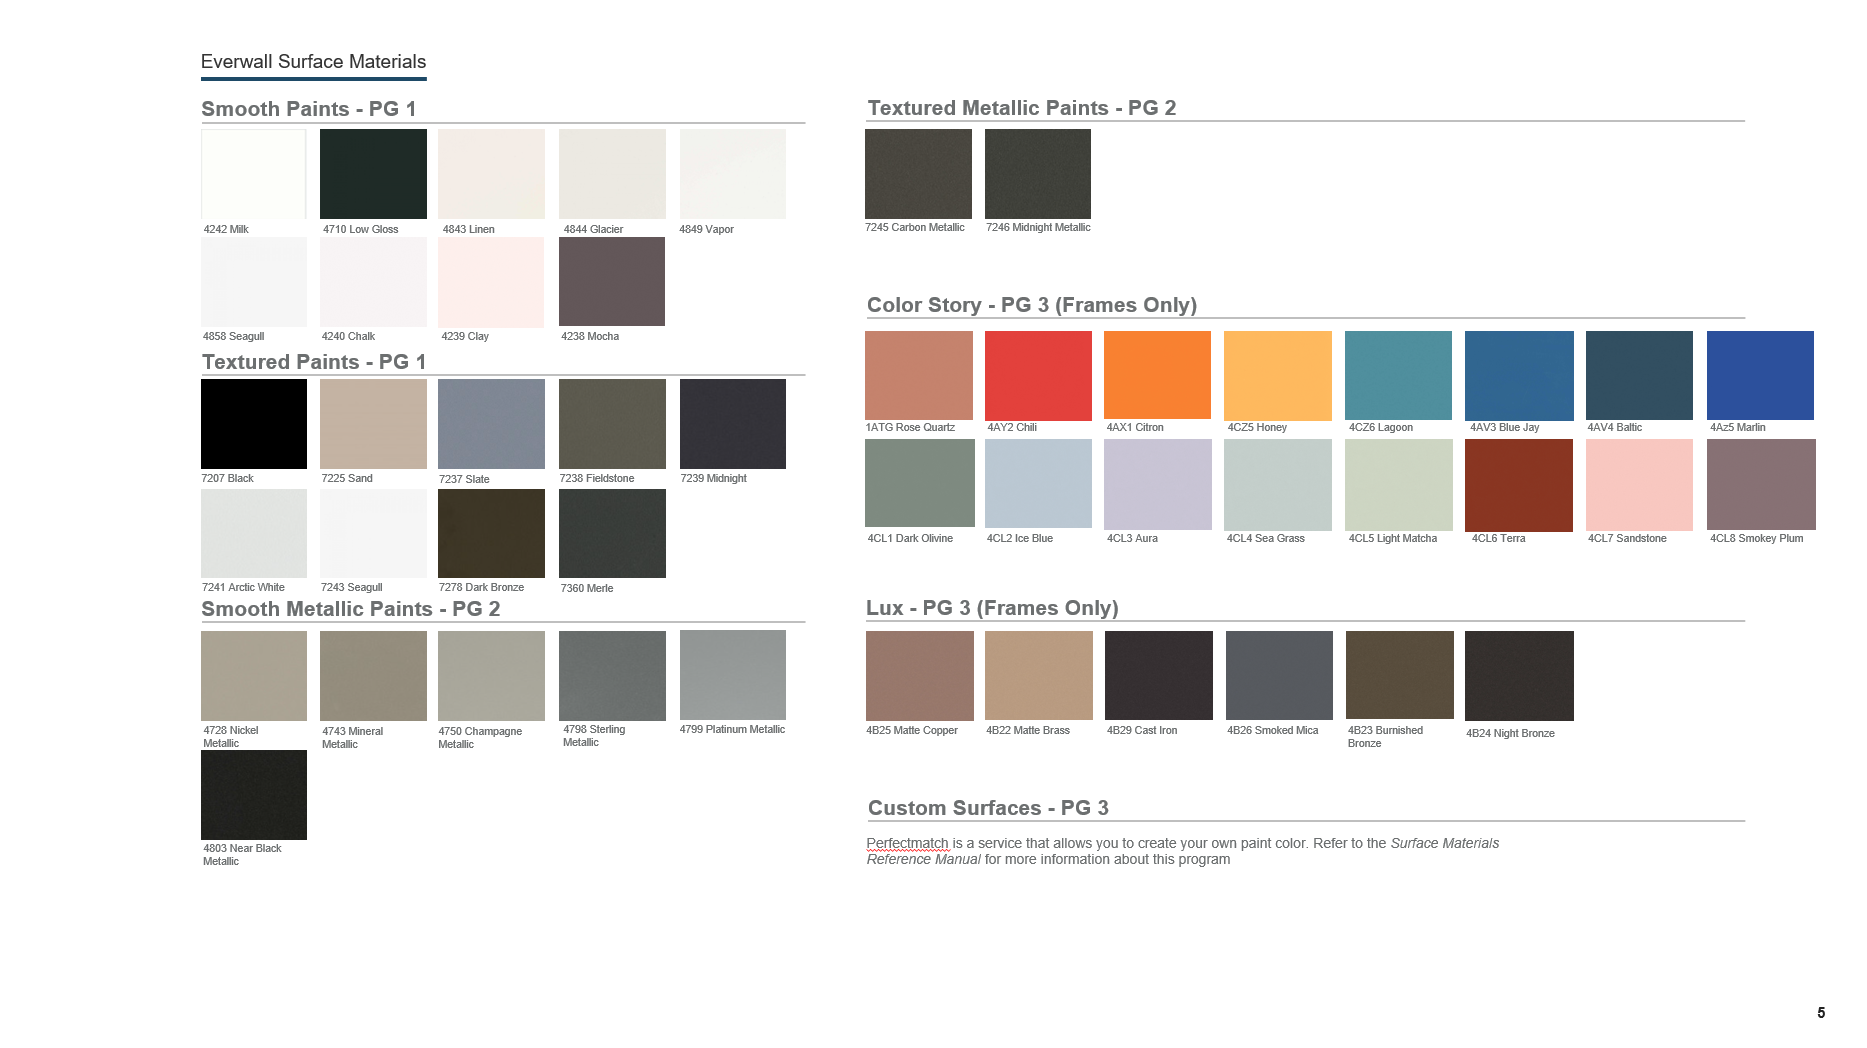 Everwall Surface Materials
Smooth Paints - PG 1
4242 Milk
4710 Low Gloss
4843 Linen
4844 Glacier
4849 Vapor
4858 Seagull
4240 Chalk
4239 Clay
4238 Mocha
Textured Paints - PG 1
7207 Black
7225 Sand
7237 Slate
7238 Fieldstone
7239 Midnight
7241 Arctic White
7243 Seagull
7278 Dark Bronze
7360 Merle
Smooth Metallic Paints - PG 2
4728 Nickel
Metallic
4743 Mineral
Metallic
4750 Champagne
Metallic
4798 Sterling
Metallic
4799 Platinum Metallic
4803 Near Black
Metallic
Textured Metallic Paints - PG 2
7245 Carbon Metallic
7246 Midnight Metallic
Color Story - PG 3 (Frames Only)
1ATG Rose Quartz
4AY2 Chili
4AX1 Citron
4CZ5 Honey
4CZ6 Lagoon
4AV3 Blue Jay
4AV4 Baltic
4Az5 Marlin
4CL1 Dark Olivine
4CL2 Ice Blue
4CL3 Aura
4CL4 Sea Grass
4CL5 Light Matcha
4CL6 Terra
4CL7 Sandstone
4CL8 Smokey Plum
Lux - PG 3 (Frames Only)
4B25 Matte Copper
4B22 Matte Brass
4B29 Cast Iron
4B26 Smoked Mica
4B23 Burnished
Bronze
4B24 Night Bronze
Custom Surfaces - PG 3
Perfectmatch is a service that allows you to create your own paint color. Refer to the Surface Materials
Reference Manual for more information about this program
5